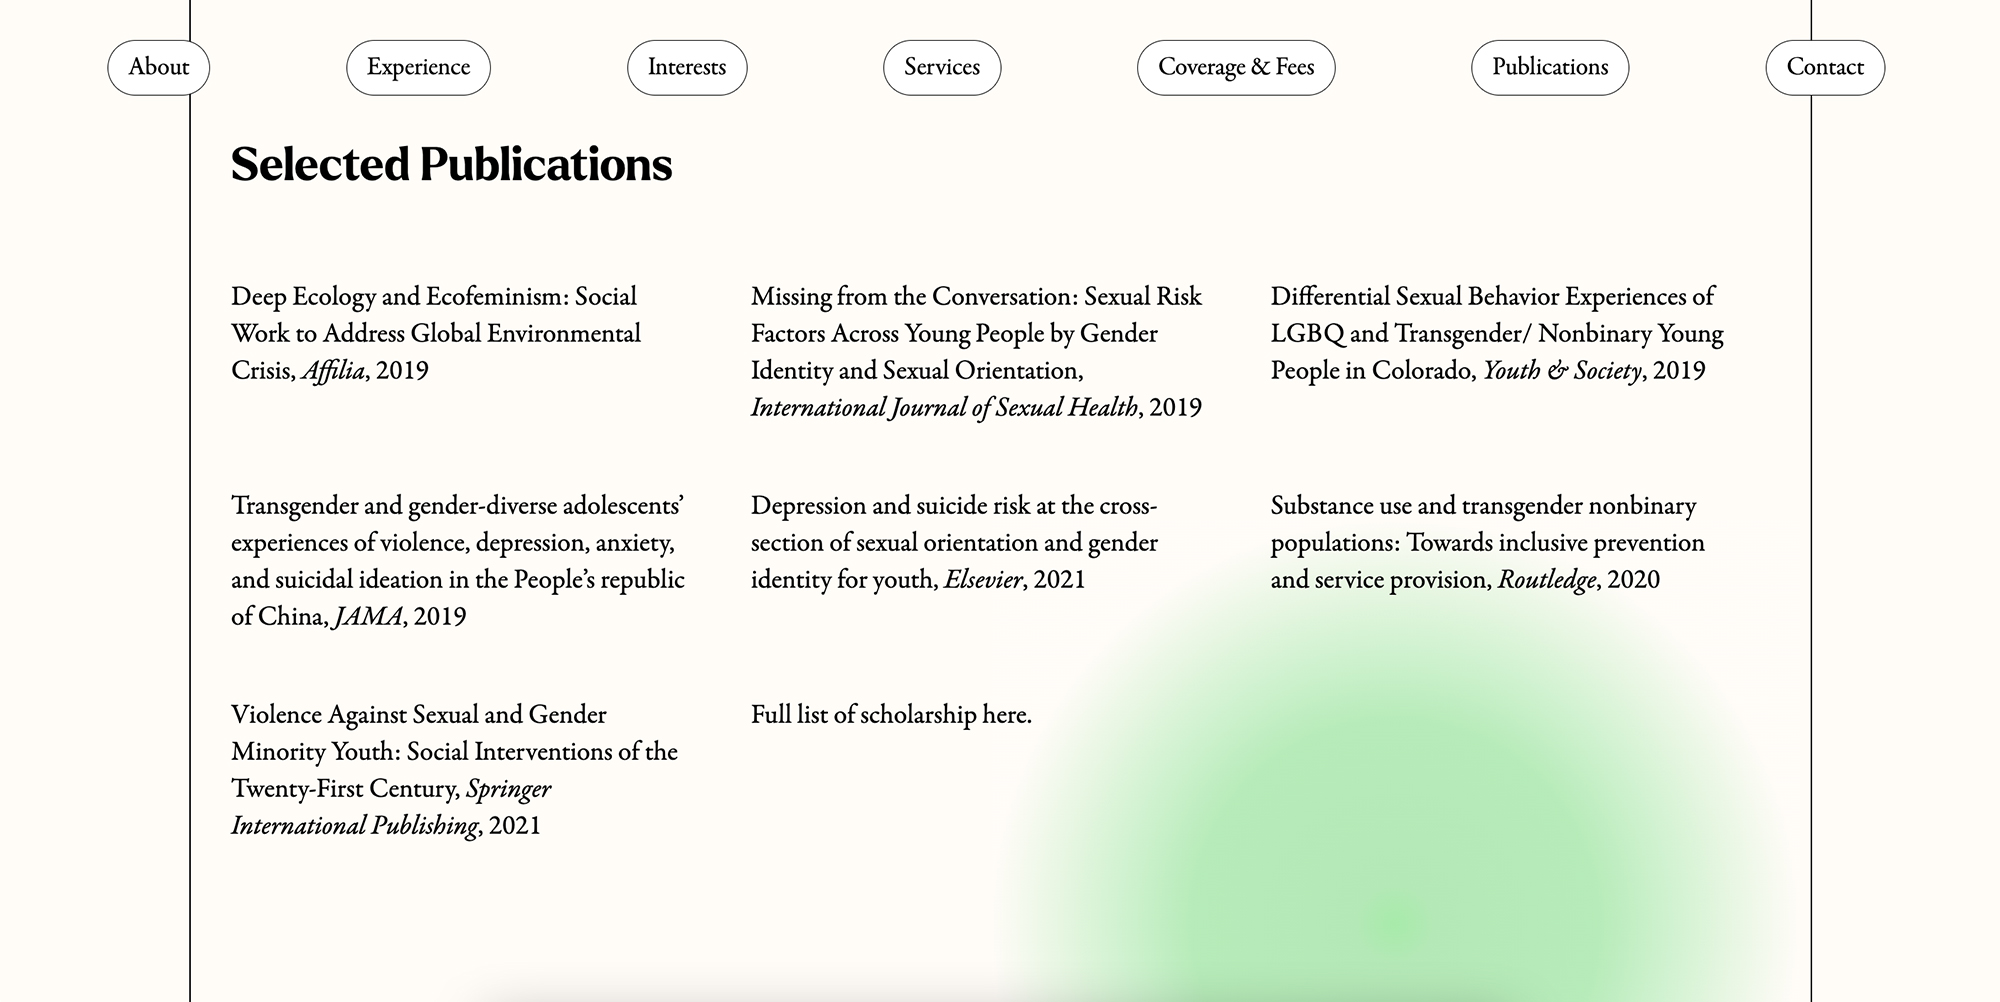 About
Experience
Interests
Services
Coverage & Fees
Publications
Contact
Selected Publications
Deep Ecology and Ecofeminism: Social
Work to Address Global Environmental
Crisis, Affilia, 2019
Missing from the Conversation: Sexual Risk
Factors Across Young People by Gender
Identity and Sexual Orientation,
International Journal of Sexual Health, 2019
Differential Sexual Behavior Experiences of
LGBQ and Transgender/ Nonbinary Young
People in Colorado, Youth & Society, 2019
Transgender and gender-diverse adolescents’
experiences of violence, depression, anxiety,
and suicidal ideation in the People’s republic
of China, JAMA, 2019
Depression and suicide risk at the cross-
section of sexual orientation and gender
identity for youth, Elsevier, 2021
Substance use and transgender nonbinary
populations: Towards inclusive prevention
and service provision, Routledge, 2020
Violence Against Sexual and Gender
Minority Youth: Social Interventions of the
Twenty-First Century, Springer
International Publishing, 2021
Full list of scholarship here.